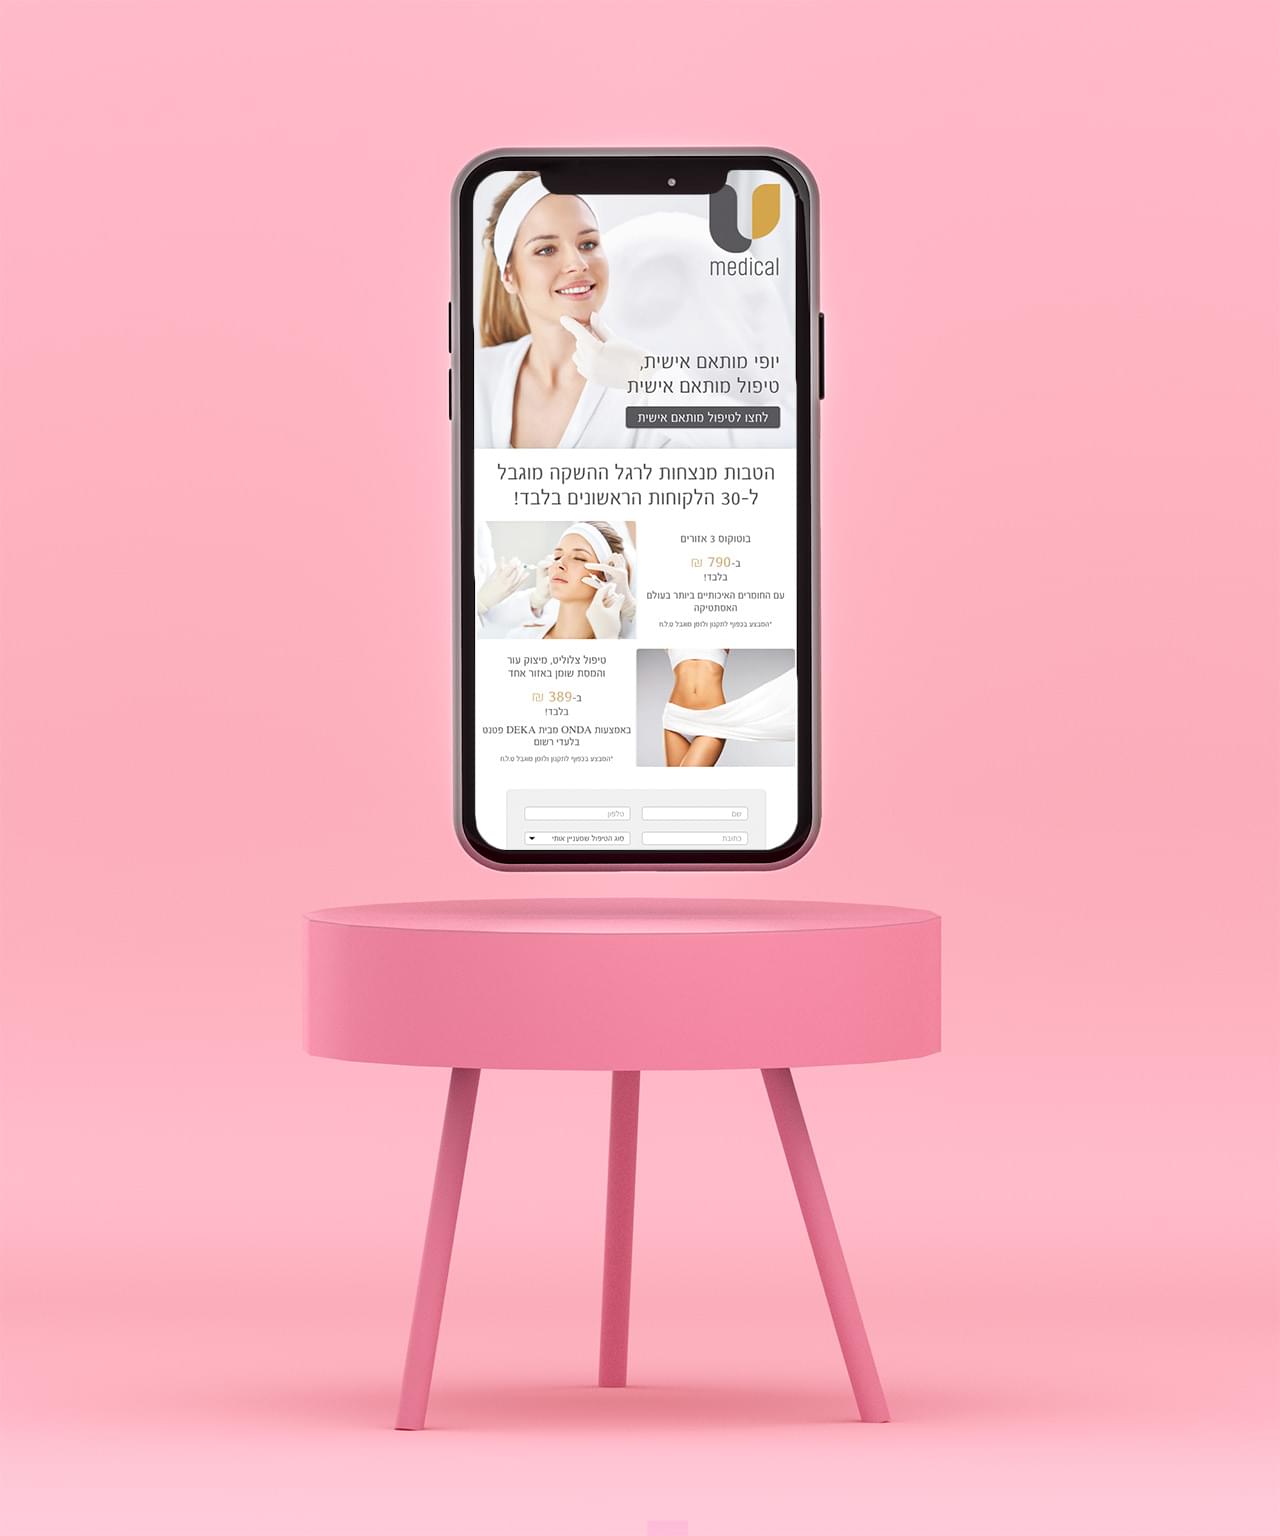 U
medical
יופי מותאם אישית,
טיפול מותאם אישית
לחצו לטיפול מותאם אישית
הטבות מנצחות לרגל ההשקה מוגבל
ל-30 הלקוחות הראשונים בלבד!
בוטוקוס 3 אזורים
ב-790 ₪
בלבד!
עם החומרים האיכותיים ביותר בעולם
האסתטיקה
*המבצע בכפוף לתקנון ולזמן מוגבל ט.ל.ח
טיפול צלוליט, מיצוק עור
והמסת שומן באזור אחד
ב-389 ₪
בלבד!
באמצעות ONDA מבית DEKA פטנט
בלעדי רשום
*המבצע בכפוף לתקנון ולזמן מוגבל ט.ל.ח
שם
טלפון
כתובת
סוג הטיפול שמעניין אותי